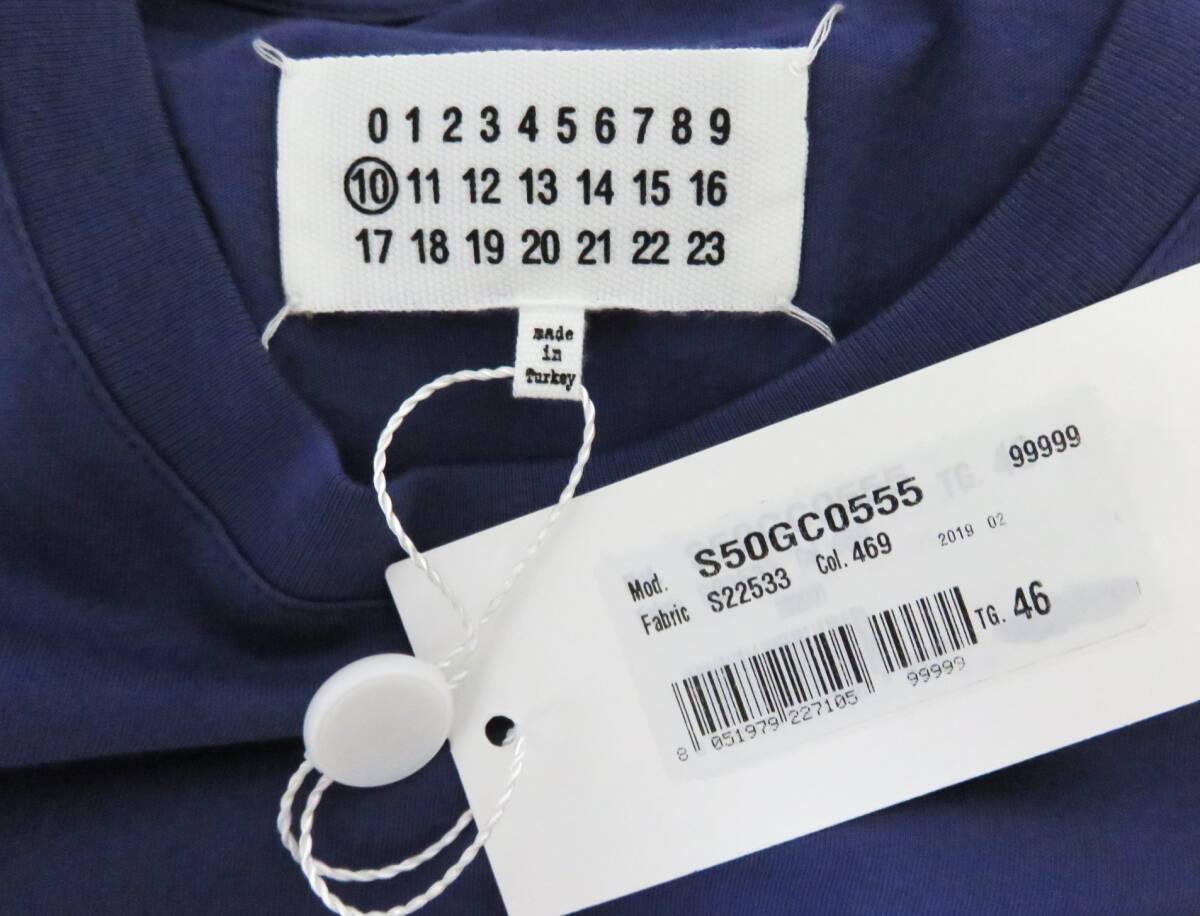 0 1 2 3 4 5 6 7 8 9
10 11 12 13 14 15 16
17 18 19 20 21 22 23
made
in
Turkey
99999
Mod. S50GC0555
Fabric S22533 Col. 469 2019 02
TG. 46
99999
8 051979 227105